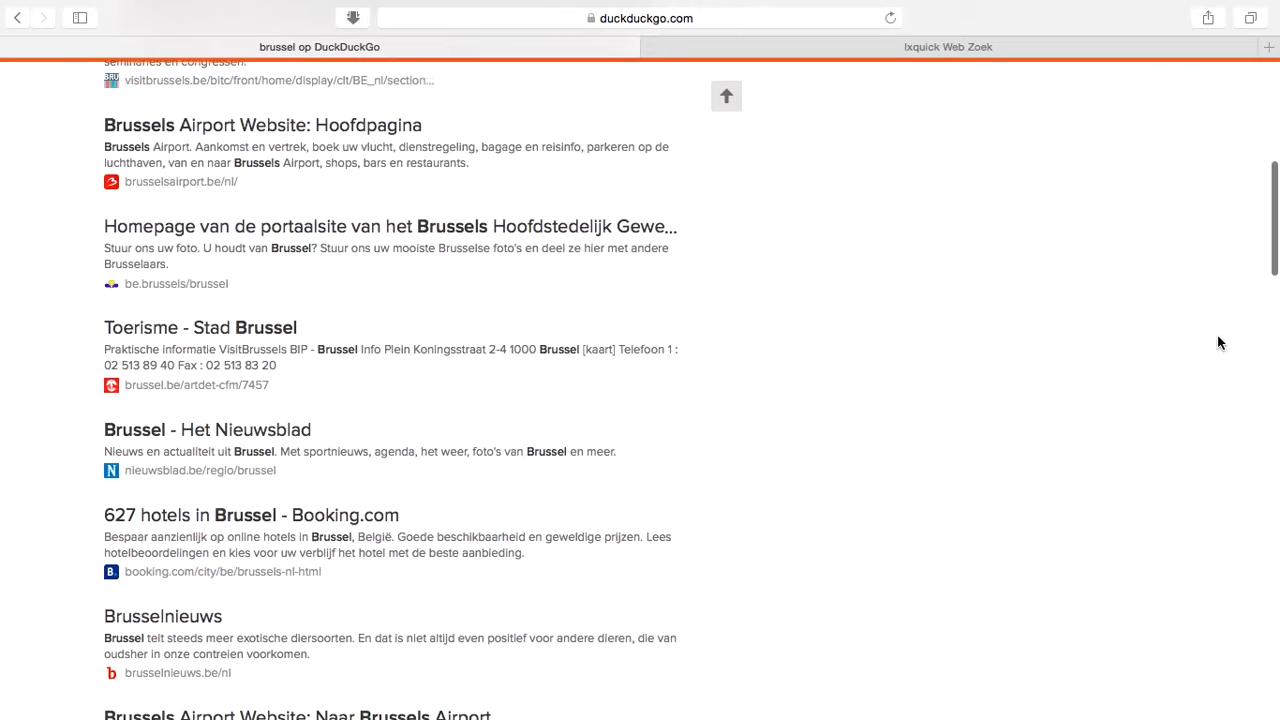 duckduckgo.com
brussel op DuckDuckGo
Ixquick Web Zoek
seminaries en congressen.
visitbrussels.be/bitc/front/home/display/clt/BE_nl/section...
Brussels Airport Website: Hoofdpagina
Brussels Airport. Aankomst en vertrek, boek uw vlucht, dienstregeling, bagage en reisinfo, parkeren op de
luchthaven, van en naar Brussels Airport, shops, bars en restaurants.
brusselsairport.be/nl/
Homepage van de portaalsite van het Brussels Hoofdstedelijk Gewe...
Stuur ons uw foto. U houdt van Brussel? Stuur ons uw mooiste Brusselse foto's en deel ze hier met andere
Brusselaars.
be.brussels/brussel
Toerisme - Stad Brussel
Praktische informatie VisitBrussels BIP - Brussel Info Plein Koningsstraat 2-4 1000 Brussel [kaart] Telefoon 1 :
02 513 89 40 Fax : 02 513 83 20
brussel.be/artdet-cfm/7457
Brussel - Het Nieuwsblad
Nieuws en actualiteit uit Brussel. Met sportnieuws, agenda, het weer, foto's van Brussel en meer.
nieuwsblad.be/regio/brussel
627 hotels in Brussel - Booking.com
Bespaar aanzienlijk op online hotels in Brussel, België. Goede beschikbaarheid en geweldige prijzen. Lees
hotelbeoordelingen en kies voor uw verblijf het hotel met de beste aanbieding.
booking.com/city/be/brussels-nl-html
Brusselnieuws
Brussel telt steeds meer exotische diersoorten. En dat is niet altijd even positief voor andere dieren, die van
oudsher in onze contreien voorkomen.
brusselnieuws.be/nl
Brussels Airport Website: Naar Brussels Airport